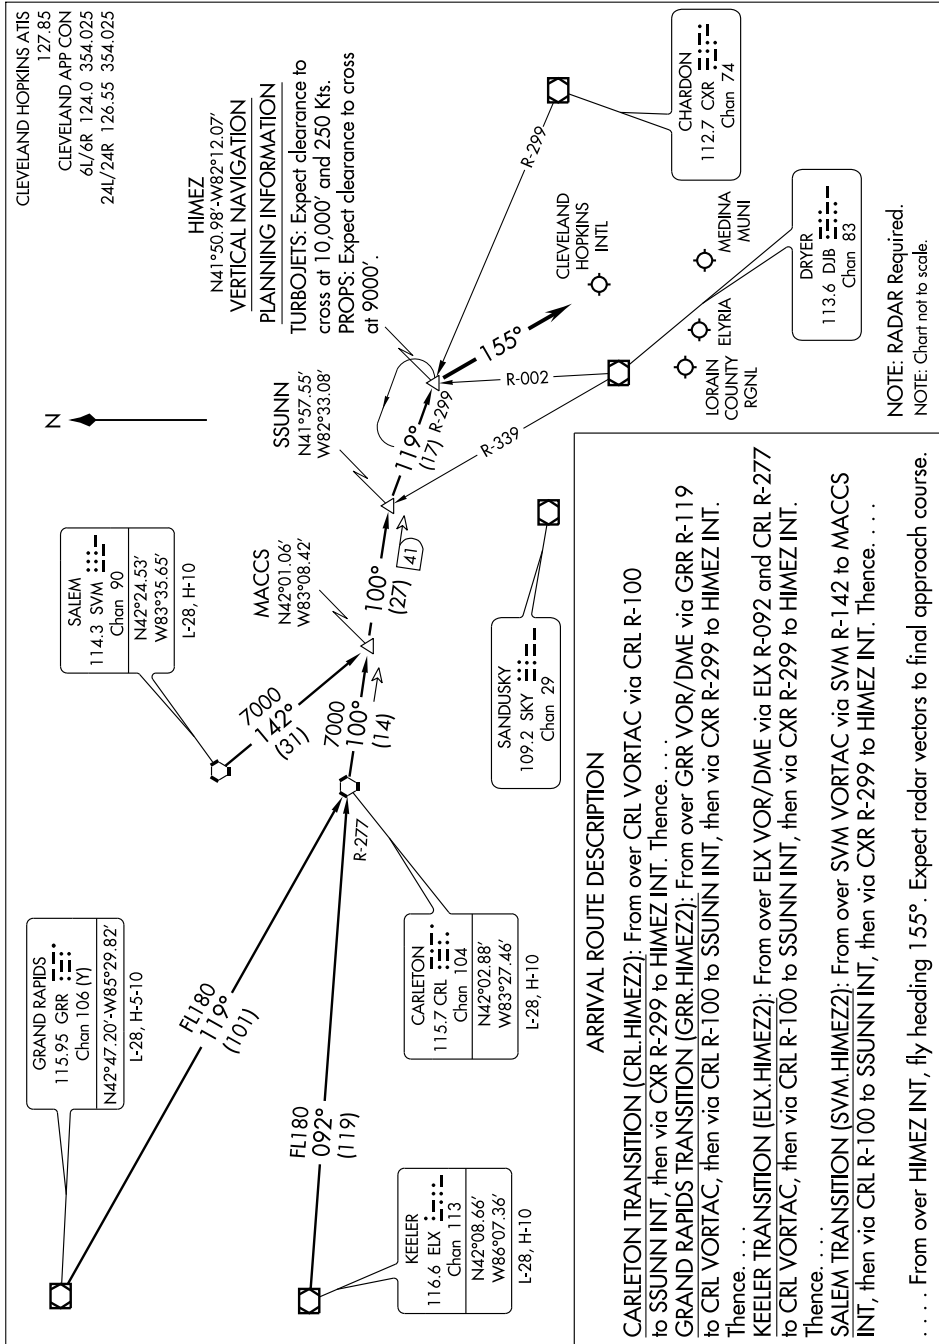 CLEVELAND HOPKINS ATIS
127.85
CLEVELAND APP CON
6L/6R 124.0 354.025
24L/24R 126.55 354.025
HIMEZ
N41°50.98'-W82°12.07'
VERTICAL NAVIGATION
PLANNING INFORMATION
TURBOJETS: Expect clearance to
cross at 10,000' and 250 Kts.
PROPS: Expect clearance to cross
at 9000'.
N
SALEM
114.3 SVM
Chan 90
N42°24.53'
W83°35.65'
L-28, H-10
GRAND RAPIDS
115.95 GRR
Chan 106 (Y)
N42°47.20'-W85°29.82'
L-28, H-5-10
SSUNN
N41°57.55'
W82°33.08'
MACCS
N42°01.06'
W83°08.42'
FL180
119°
(101)
7000
142°
(31)
7000
100°
(14)
100°
(27)
41
119°
(17)
R-299
155°
R-299
R-002
R-339
R-277
FL180
092°
(119)
CHARDON
112.7 CXR
Chan 74
CLEVELAND
HOPKINS
INTL
MEDINA
MUNI
ELYRIA
LORAIN
COUNTY
RGNL
DRYER
113.6 DJB
Chan 83
SANDUSKY
109.2 SKY
Chan 29
CARLETON
115.7 CRL
Chan 104
N42°02.88'
W83°27.46'
L-28, H-10
KEELER
116.6 ELX
Chan 113
N42°08.66'
W86°07.36'
L-28, H-10
NOTE: RADAR Required.
NOTE: Chart not to scale.
ARRIVAL ROUTE DESCRIPTION
CARLETON TRANSITION (CRL.HIMEZ2): From over CRL VORTAC via CRL R-100
to SSUNN INT, then via CXR R-299 to HIMEZ INT. Thence. . . .
GRAND RAPIDS TRANSITION (GRR.HIMEZ2): From over GRR VOR/DME via GRR R-119
to CRL VORTAC, then via CRL R-100 to SSUNN INT, then via CXR R-299 to HIMEZ INT.
Thence. . . .
KEELER TRANSITION (ELX.HIMEZ2): From over ELX VOR/DME via ELX R-092 and CRL R-277
to CRL VORTAC, then via CRL R-100 to SSUNN INT, then via CXR R-299 to HIMEZ INT.
Thence. . . .
SALEM TRANSITION (SVM.HIMEZ2): From over SVM VORTAC via SVM R-142 to MACCS
INT, then via CRL R-100 to SSUNN INT, then via CXR R-299 to HIMEZ INT. Thence. . . .
. . . . From over HIMEZ INT, fly heading 155°. Expect radar vectors to final approach course.